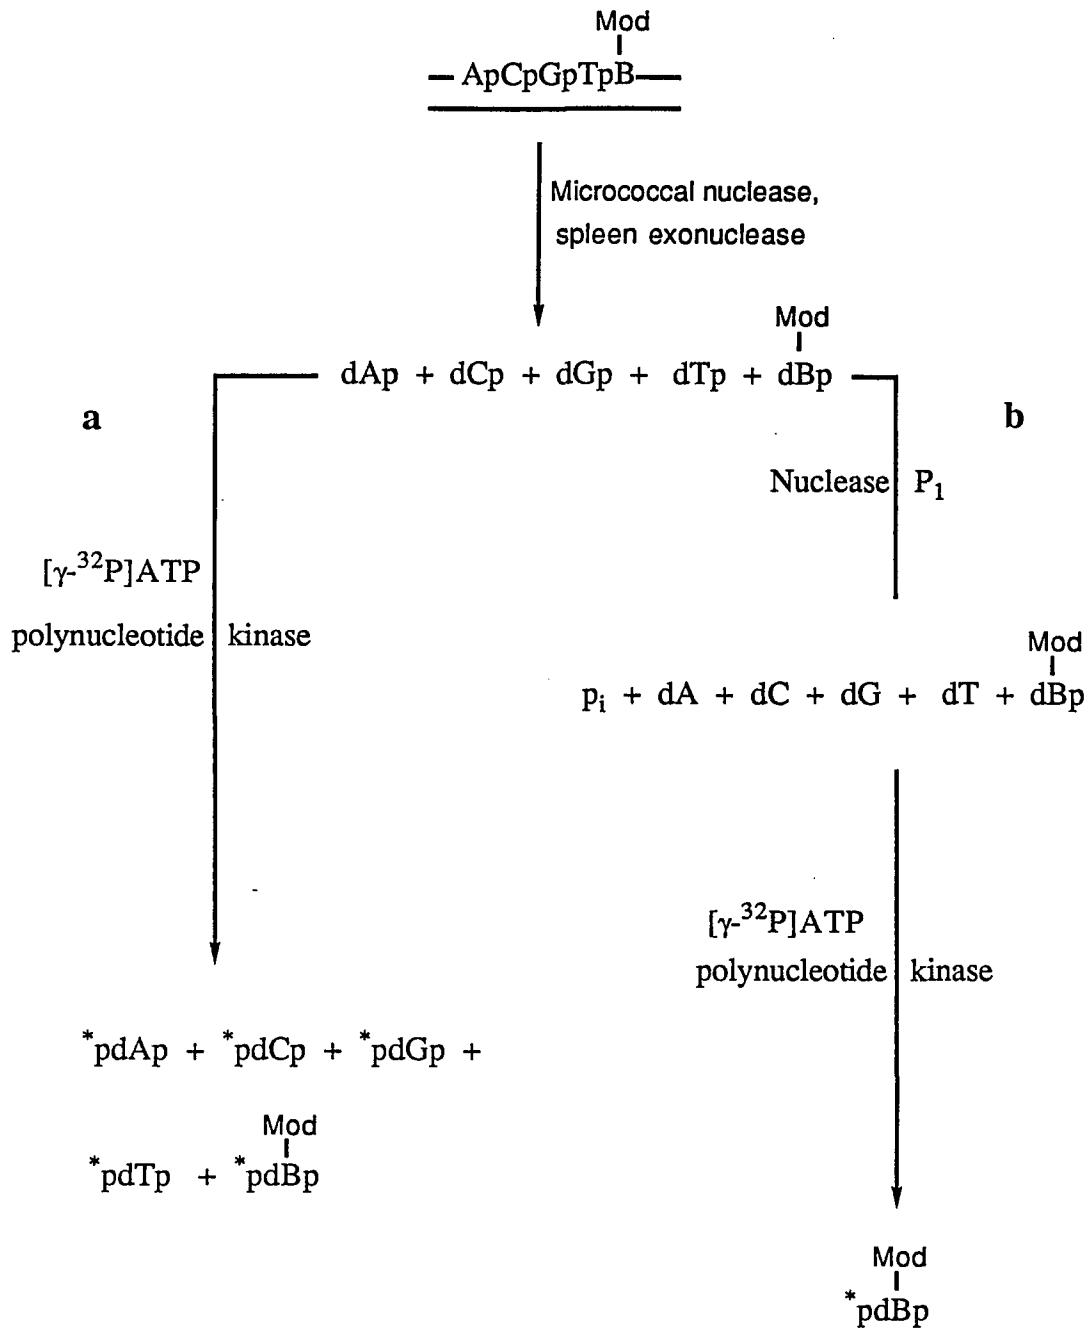 Mod
ApCpGpTpB
Micrococcal nuclease,
spleen exonuclease
Mod
dAp + dCp + dGp + dTp + dBp
a
b
Nuclease P₁
[γ-³²P]ATP
polynucleotide kinase
Mod
pᵢ + dA + dC + dG + dT + dBp
[γ-³²P]ATP
polynucleotide kinase
*pdAp + *pdCp + *pdGp +
Mod
*pdTp + *pdBp
Mod
*pdBp